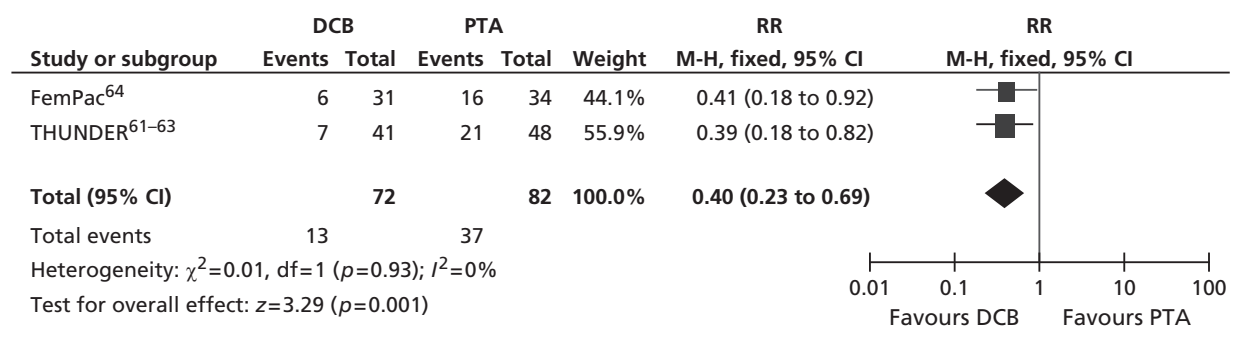 DCB PTA RR RR
Study or subgroup Events Total Events Total Weight M-H, fixed, 95% CI M-H, fixed, 95% CI
FemPac64 6 31 16 34 44.1% 0.41 (0.18 to 0.92)
THUNDER61–63 7 41 21 48 55.9% 0.39 (0.18 to 0.82)
Total (95% CI) 72 82 100.0% 0.40 (0.23 to 0.69)
Total events 13 37
Heterogeneity: χ2=0.01, df=1 (p=0.93); I2=0%
Test for overall effect: z=3.29 (p=0.001)
0.01 0.1 1 10 100
Favours DCB Favours PTA